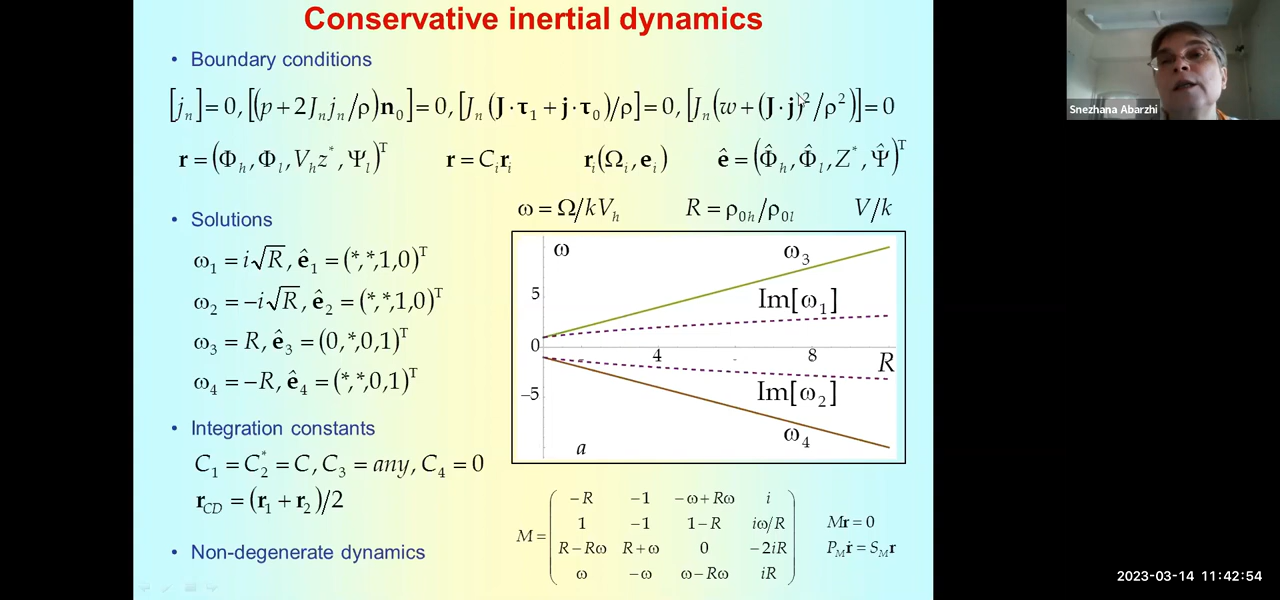 Conservative inertial dynamics
• Boundary conditions
[jₙ] = 0, [(p + 2Jₙjₙ/ρ)n₀] = 0, [Jₙ(J·τ₁ + j·τ₀)/ρ] = 0, [Jₙ(w + (J·j)²/ρ²)] = 0
r = (Φₕ, Φₗ, Vₕz*, Ψₗ)ᵀ r = Cᵢrᵢ rᵢ(Ωᵢ, eᵢ) ê = (Φ̂ₕ, Φ̂ₗ, Z*, Ψ̂)ᵀ
ω = Ω/kVₕ R = ρ₀ₕ/ρ₀ₗ V/k
• Solutions
ω₁ = i√R, ê₁ = (*,*,1,0)ᵀ
ω₂ = −i√R, ê₂ = (*,*,1,0)ᵀ
ω₃ = R, ê₃ = (0,*,0,1)ᵀ
ω₄ = −R, ê₄ = (*,*,0,1)ᵀ
• Integration constants
C₁ = C₂* = C, C₃ = any, C₄ = 0
r_CD = (r₁ + r₂)/2
• Non-degenerate dynamics
ω
ω₃
5
Im[ω₁]
0
4 8
R
−5
Im[ω₂]
ω₄
a
−R −1 −ω+Rω i
M = 1 −1 1−R iω/R
R−Rω R+ω 0 −2iR
ω −ω ω−Rω iR
Mr = 0
P_Mṙ = S_Mr
Snezhana Abarzhi
2023-03-14 11:42:54